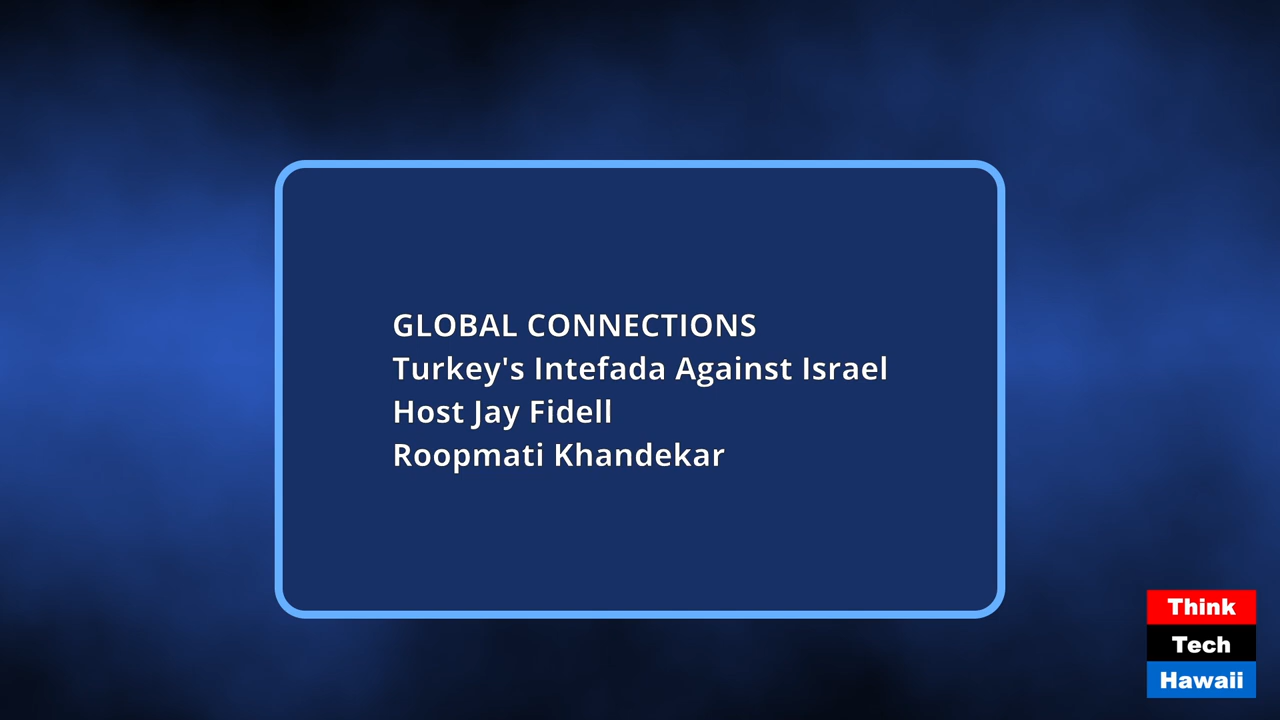 GLOBAL CONNECTIONS
Turkey's Intefada Against Israel
Host Jay Fidell
Roopmati Khandekar
Think
Tech
Hawaii